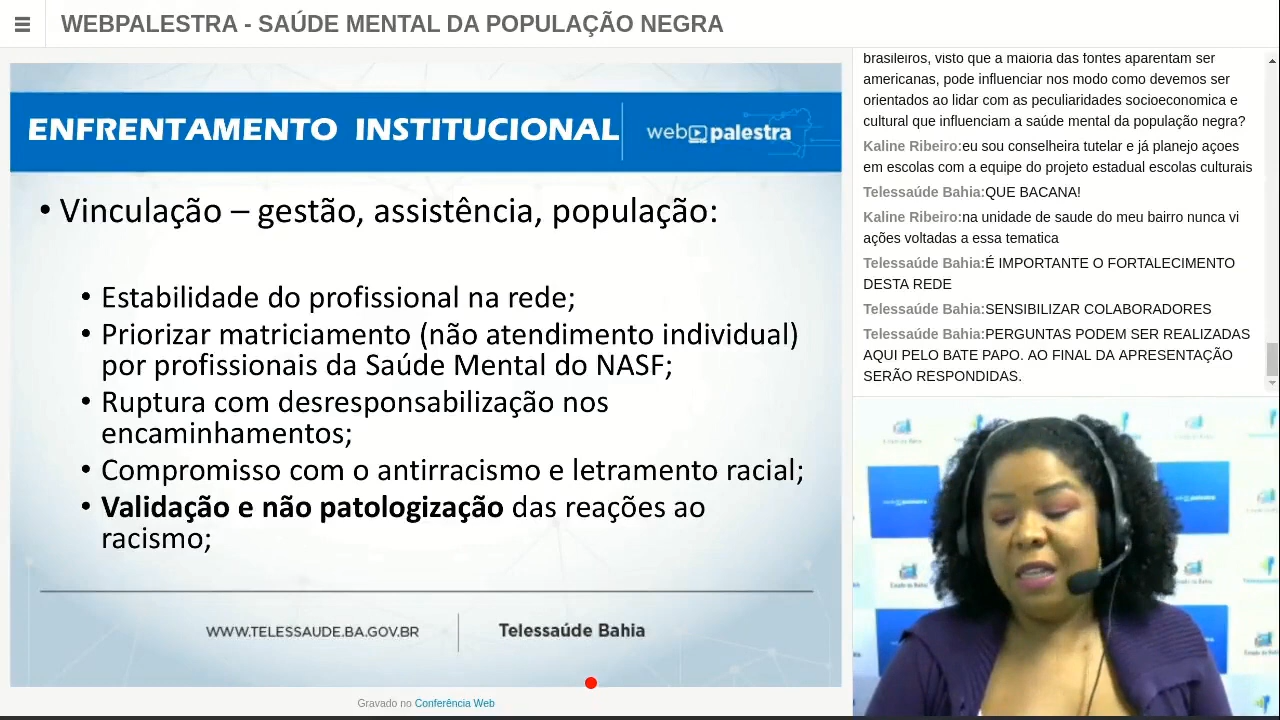 WEBPALESTRA - SAÚDE MENTAL DA POPULAÇÃO NEGRA
ENFRENTAMENTO INSTITUCIONAL
web palestra
• Vinculação – gestão, assistência, população:
• Estabilidade do profissional na rede;
• Priorizar matriciamento (não atendimento individual)
por profissionais da Saúde Mental do NASF;
• Ruptura com desresponsabilização nos
encaminhamentos;
• Compromisso com o antirracismo e letramento racial;
• Validação e não patologização das reações ao
racismo;
WWW.TELESSAUDE.BA.GOV.BR
Telessaúde Bahia
Gravado no Conferência Web
brasileiros, visto que a maioria das fontes aparentam ser
americanas, pode influenciar nos modo como devemos ser
orientados ao lidar com as peculiaridades socioeconomica e
cultural que influenciam a saúde mental da população negra?
Kaline Ribeiro:eu sou conselheira tutelar e já planejo açoes
em escolas com a equipe do projeto estadual escolas culturais
Telessaúde Bahia:QUE BACANA!
Kaline Ribeiro:na unidade de saude do meu bairro nunca vi
ações voltadas a essa tematica
Telessaúde Bahia:É IMPORTANTE O FORTALECIMENTO
DESTA REDE
Telessaúde Bahia:SENSIBILIZAR COLABORADORES
Telessaúde Bahia:PERGUNTAS PODEM SER REALIZADAS
AQUI PELO BATE PAPO. AO FINAL DA APRESENTAÇÃO
SERÃO RESPONDIDAS.